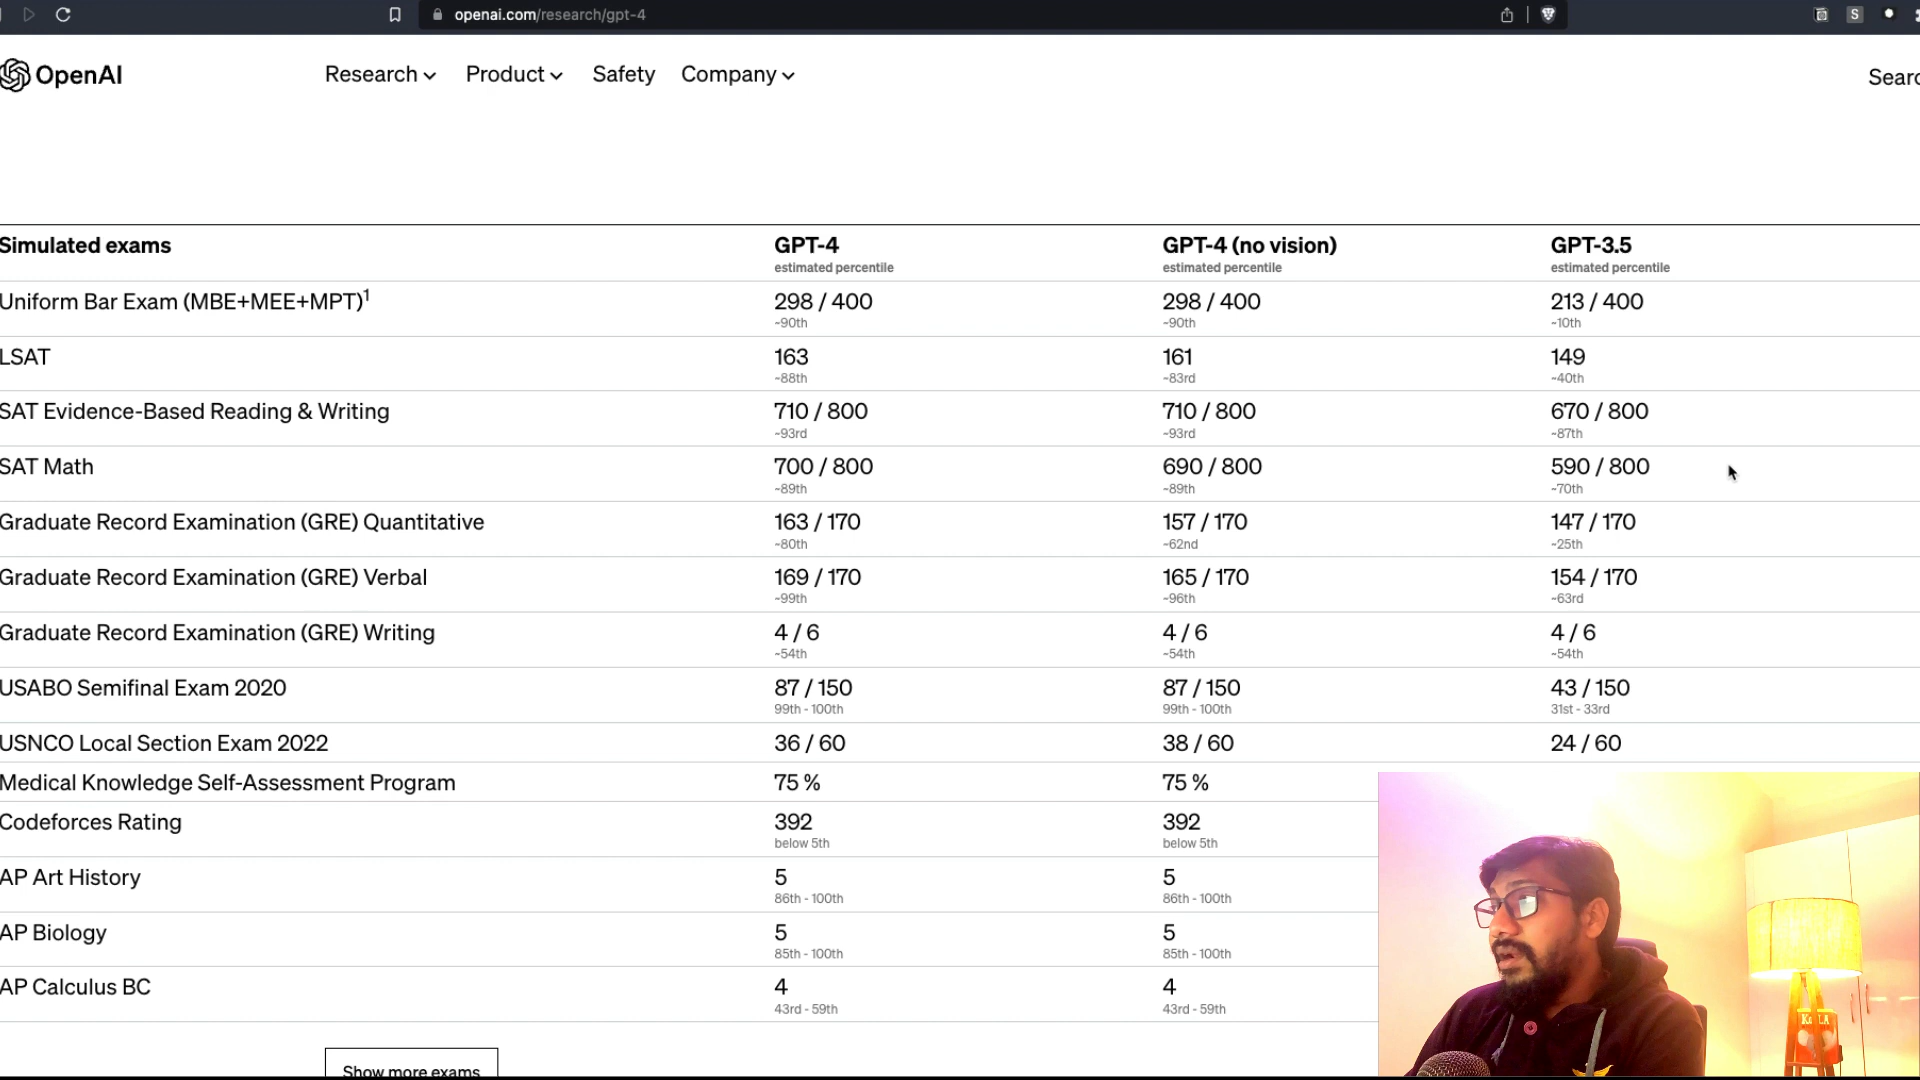 openai.com/research/gpt-4
S
OpenAI Research Product Safety Company
Simulated exams GPT-4 GPT-4 (no vision) GPT-3.5
estimated percentile estimated percentile estimated percentile
Uniform Bar Exam (MBE+MEE+MPT)1 298 / 400 298 / 400 213 / 400
~90th ~90th ~10th
LSAT 163 161 149
~88th ~83rd ~40th
SAT Evidence-Based Reading & Writing 710 / 800 710 / 800 670 / 800
~93rd ~93rd ~87th
SAT Math 700 / 800 690 / 800 590 / 800
~89th ~89th ~70th
Graduate Record Examination (GRE) Quantitative 163 / 170 157 / 170 147 / 170
~80th ~62nd ~25th
Graduate Record Examination (GRE) Verbal 169 / 170 165 / 170 154 / 170
~99th ~96th ~63rd
Graduate Record Examination (GRE) Writing 4 / 6 4 / 6 4 / 6
~54th ~54th ~54th
USABO Semifinal Exam 2020 87 / 150 87 / 150 43 / 150
99th - 100th 99th - 100th 31st - 33rd
USNCO Local Section Exam 2022 36 / 60 38 / 60 24 / 60
Medical Knowledge Self-Assessment Program 75 % 75 %
Codeforces Rating 392 392
below 5th below 5th
AP Art History 5 5
86th - 100th 86th - 100th
AP Biology 5 5
85th - 100th 85th - 100th
AP Calculus BC 4 4
43rd - 59th 43rd - 59th
Show more exams